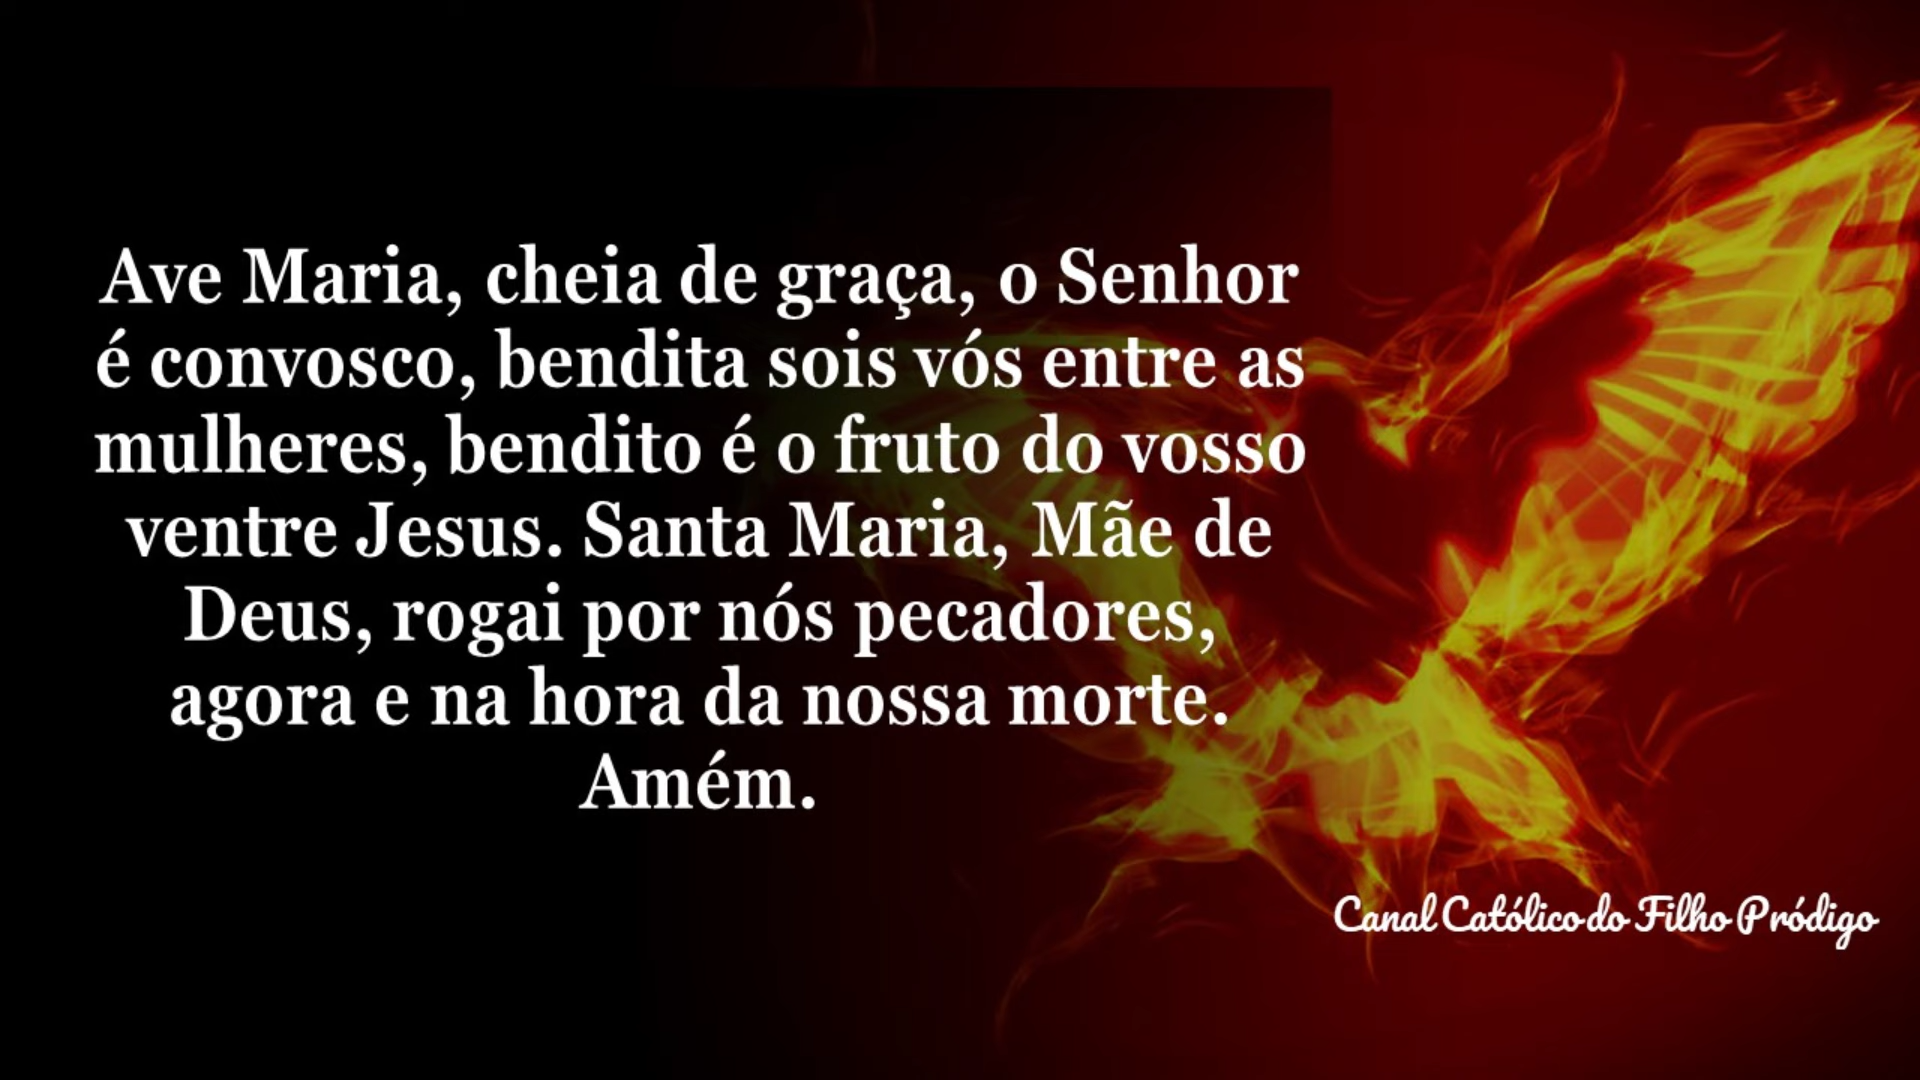 Ave Maria, cheia de graça, o Senhor
é convosco, bendita sois vós entre as
mulheres, bendito é o fruto do vosso
ventre Jesus. Santa Maria, Mãe de
Deus, rogai por nós pecadores,
agora e na hora da nossa morte.
Amém.
Canal Católico do Filho Pródigo